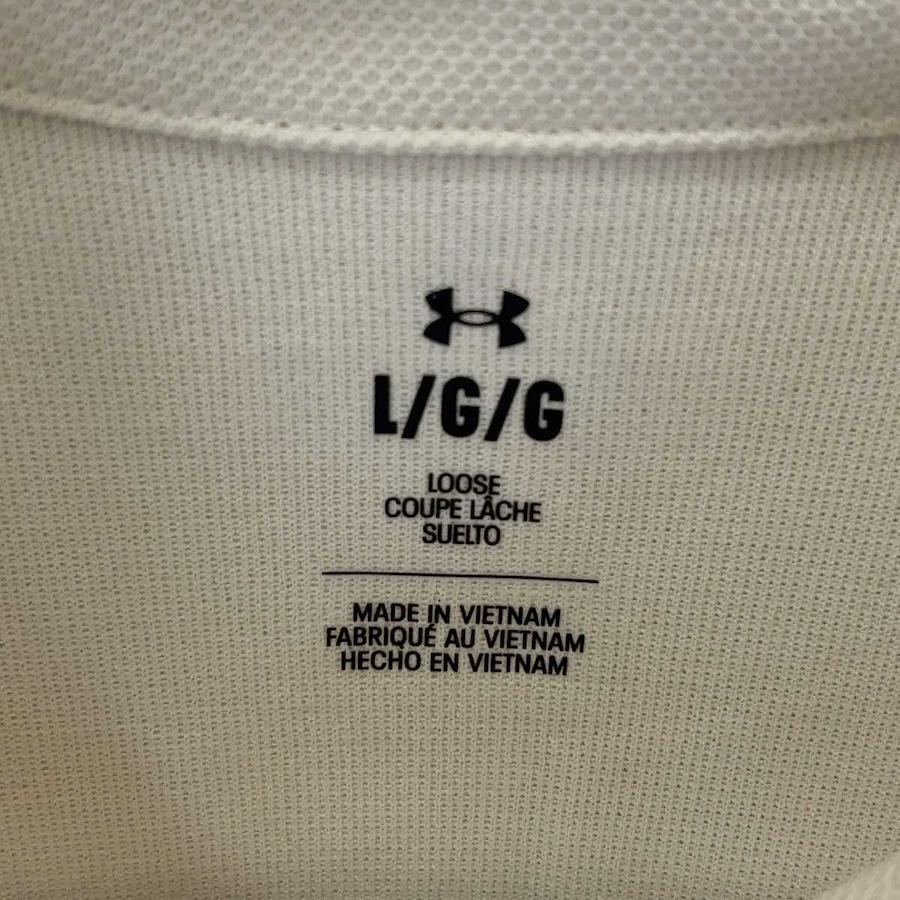 L/G/G
LOOSE
COUPE LÂCHE
SUELTO
MADE IN VIETNAM
FABRIQUÉ AU VIETNAM
HECHO EN VIETNAM